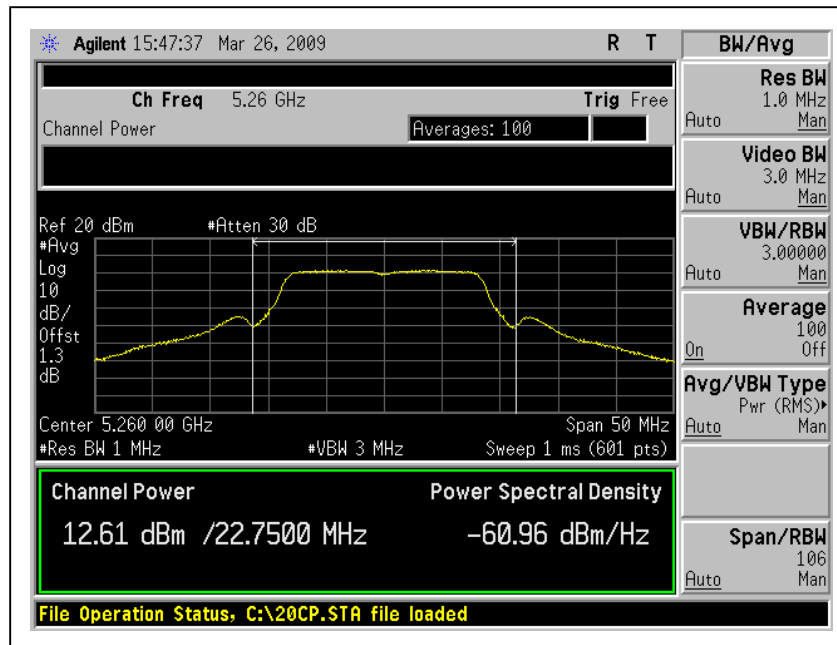 Agilent 15:47:37 Mar 26, 2009 R T
Ch Freq 5.26 GHz Trig Free
Channel Power Averages: 100
Ref 20 dBm #Atten 30 dB
#Avg
Log
10
dB/
Offst
1.3
dB
Center 5.260 00 GHz Span 50 MHz
#Res BW 1 MHz #VBW 3 MHz Sweep 1 ms (601 pts)
Channel Power Power Spectral Density
12.61 dBm /22.7500 MHz -60.96 dBm/Hz
File Operation Status, C:\20CP.STA file loaded
BW/Avg
Res BW
1.0 MHz
Auto Man
Video BW
3.0 MHz
Auto Man
VBW/RBW
3.00000
Auto Man
Average
100
On Off
Avg/VBW Type
Pwr (RMS)▸
Auto Man
Span/RBW
106
Auto Man